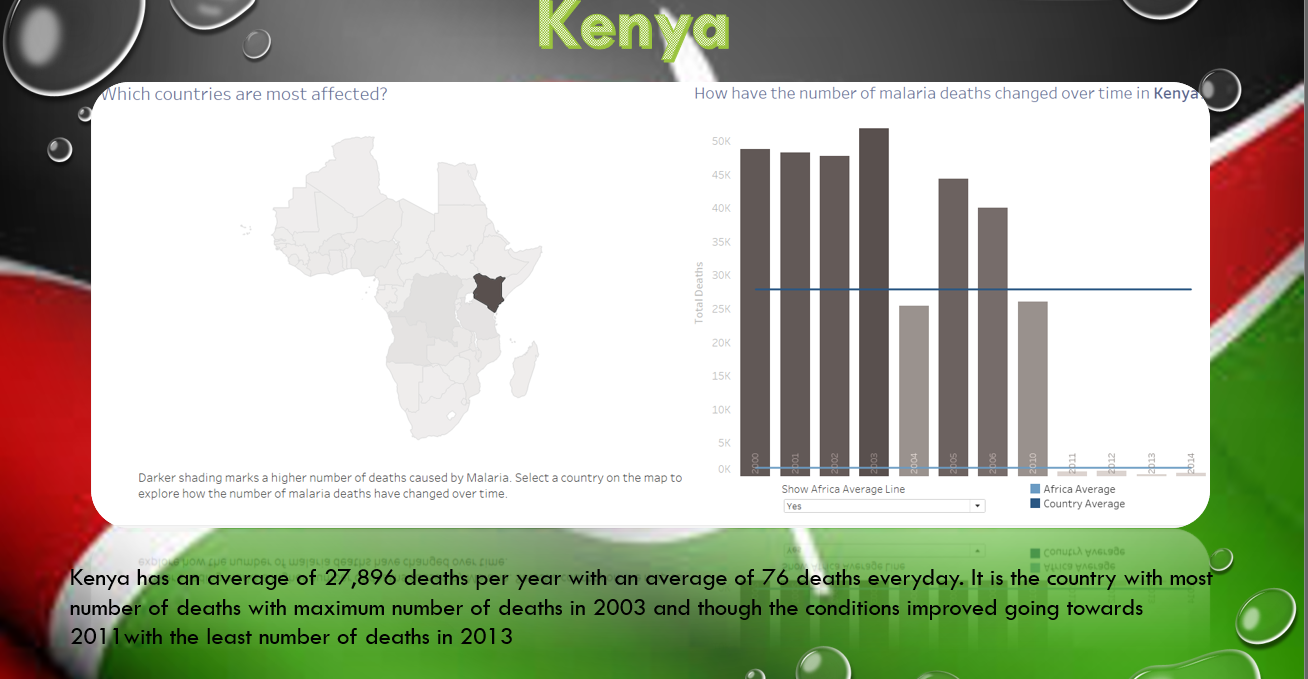 Kenya
Which countries are most affected?
How have the number of malaria deaths changed over time in Kenya
50K
45K
40K
35K
30K
25K
20K
15K
10K
5K
0K
Total Deaths
2000
2001
2002
2003
2004
2005
2006
2010
2011
2012
2013
2014
Darker shading marks a higher number of deaths caused by Malaria. Select a country on the map to
explore how the number of malaria deaths have changed over time.
Show Africa Average Line
Yes
Africa Average
Country Average
Kenya has an average of 27,896 deaths per year with an average of 76 deaths everyday. It is the country with most
number of deaths with maximum number of deaths in 2003 and though the conditions improved going towards
2011with the least number of deaths in 2013